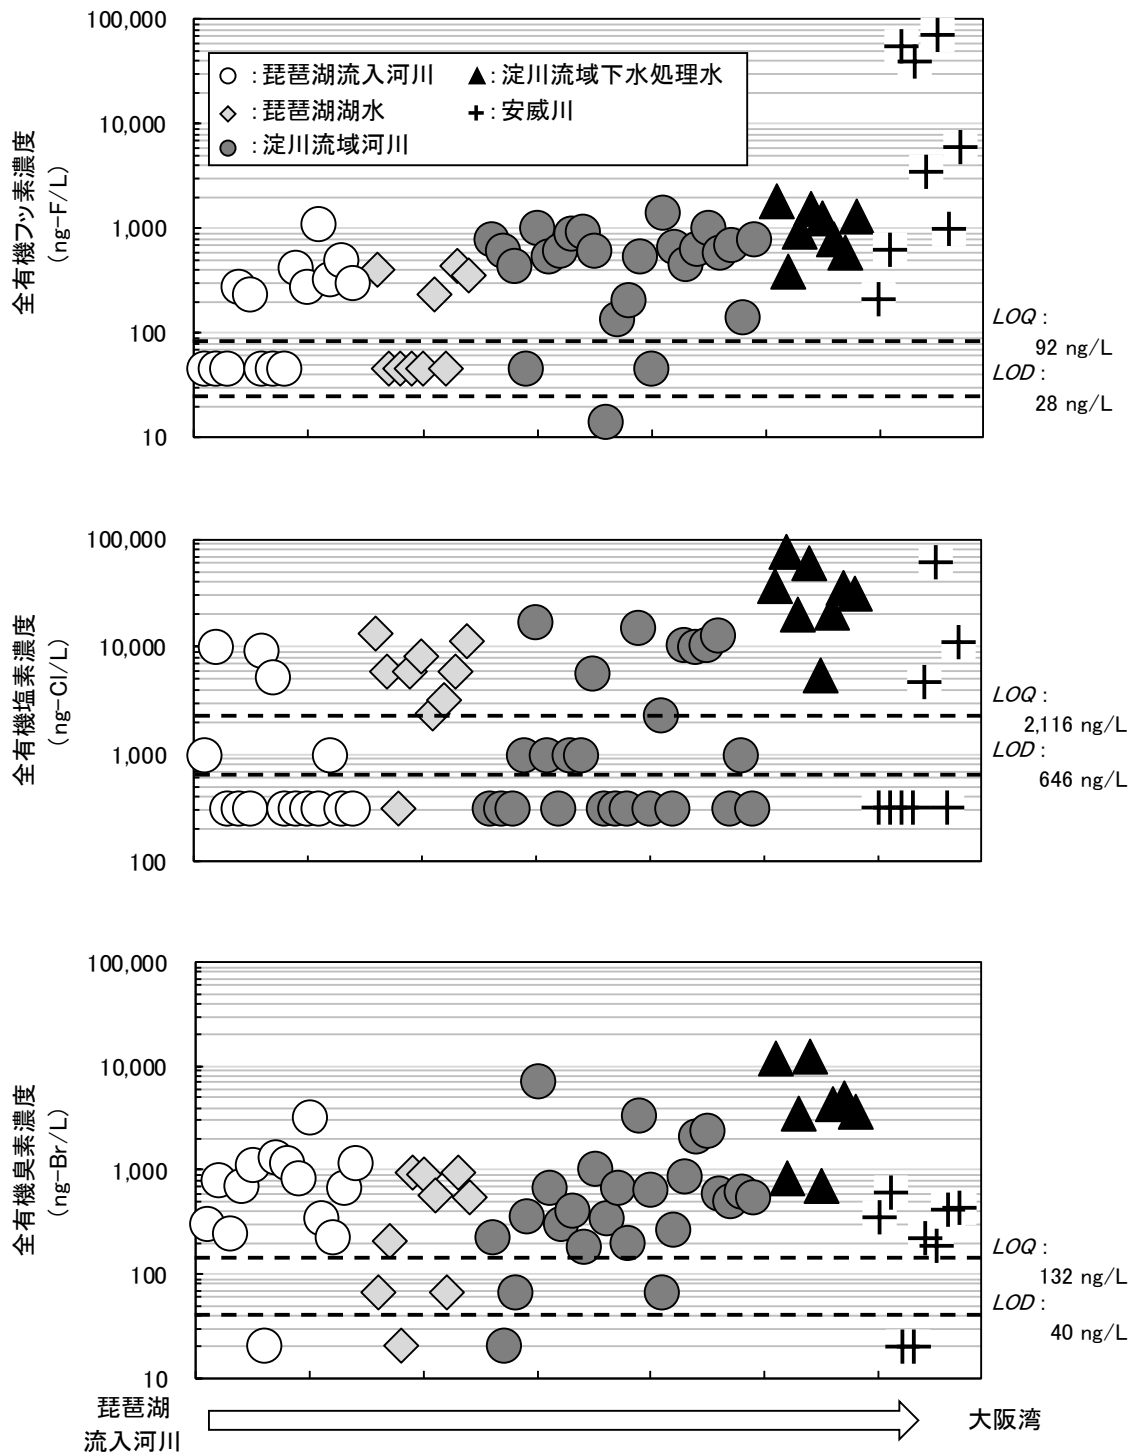 全有機フッ素濃度
(ng-F/L)
100,000
10,000
1,000
100
10
：琵琶湖流入河川
：淀川流域下水処理水
：琵琶湖湖水
：安威川
：淀川流域河川
LOQ：
92 ng/L
LOD：
28 ng/L
全有機塩素濃度
(ng-Cl/L)
100,000
10,000
1,000
100
LOQ：
2,116 ng/L
LOD：
646 ng/L
全有機臭素濃度
(ng-Br/L)
100,000
10,000
1,000
100
10
LOQ：
132 ng/L
LOD：
40 ng/L
琵琶湖
流入河川
大阪湾